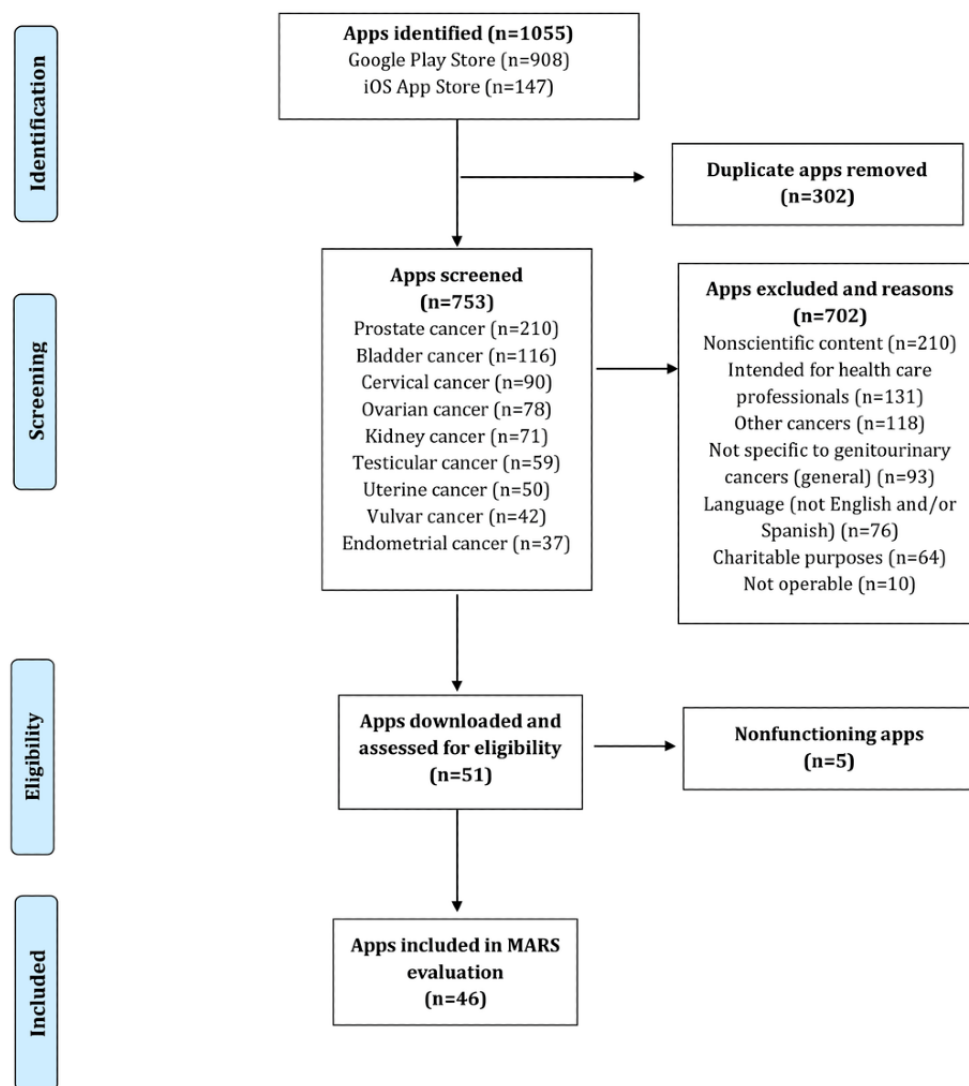 Identification
Apps identified (n=1055)
Google Play Store (n=908)
iOS App Store (n=147)
Duplicate apps removed
(n=302)
Screening
Apps screened
(n=753)
Prostate cancer (n=210)
Bladder cancer (n=116)
Cervical cancer (n=90)
Ovarian cancer (n=78)
Kidney cancer (n=71)
Testicular cancer (n=59)
Uterine cancer (n=50)
Vulvar cancer (n=42)
Endometrial cancer (n=37)
Apps excluded and reasons
(n=702)
Nonscientific content (n=210)
Intended for health care
professionals (n=131)
Other cancers (n=118)
Not specific to genitourinary
cancers (general) (n=93)
Language (not English and/or
Spanish) (n=76)
Charitable purposes (n=64)
Not operable (n=10)
Eligibility
Apps downloaded and
assessed for eligibility
(n=51)
Nonfunctioning apps
(n=5)
Included
Apps included in MARS
evaluation
(n=46)